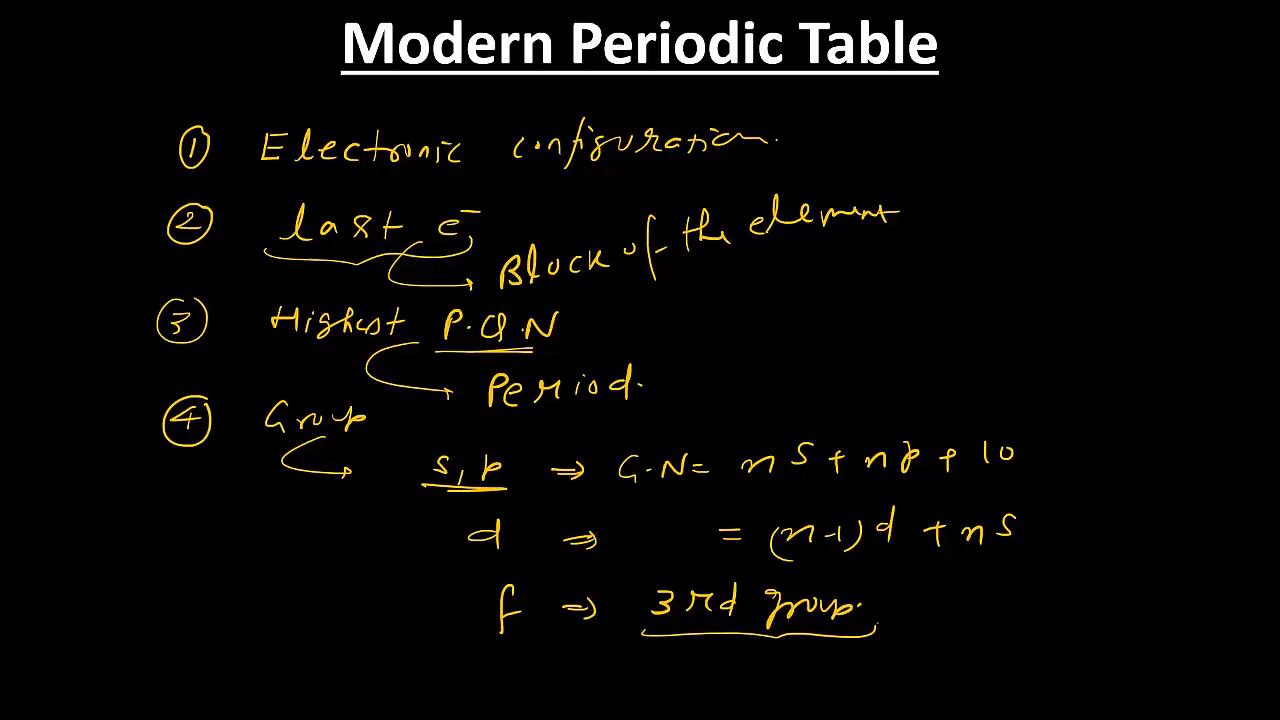 Modern Periodic Table
① Electronic configuration.
② last e⁻
Block of the element
③ Highest P.Q.N
Period.
④ Group
s, p ⇒ G.N = ns + np + 10
d ⇒ = (n-1)d + ns
f ⇒ 3rd group.